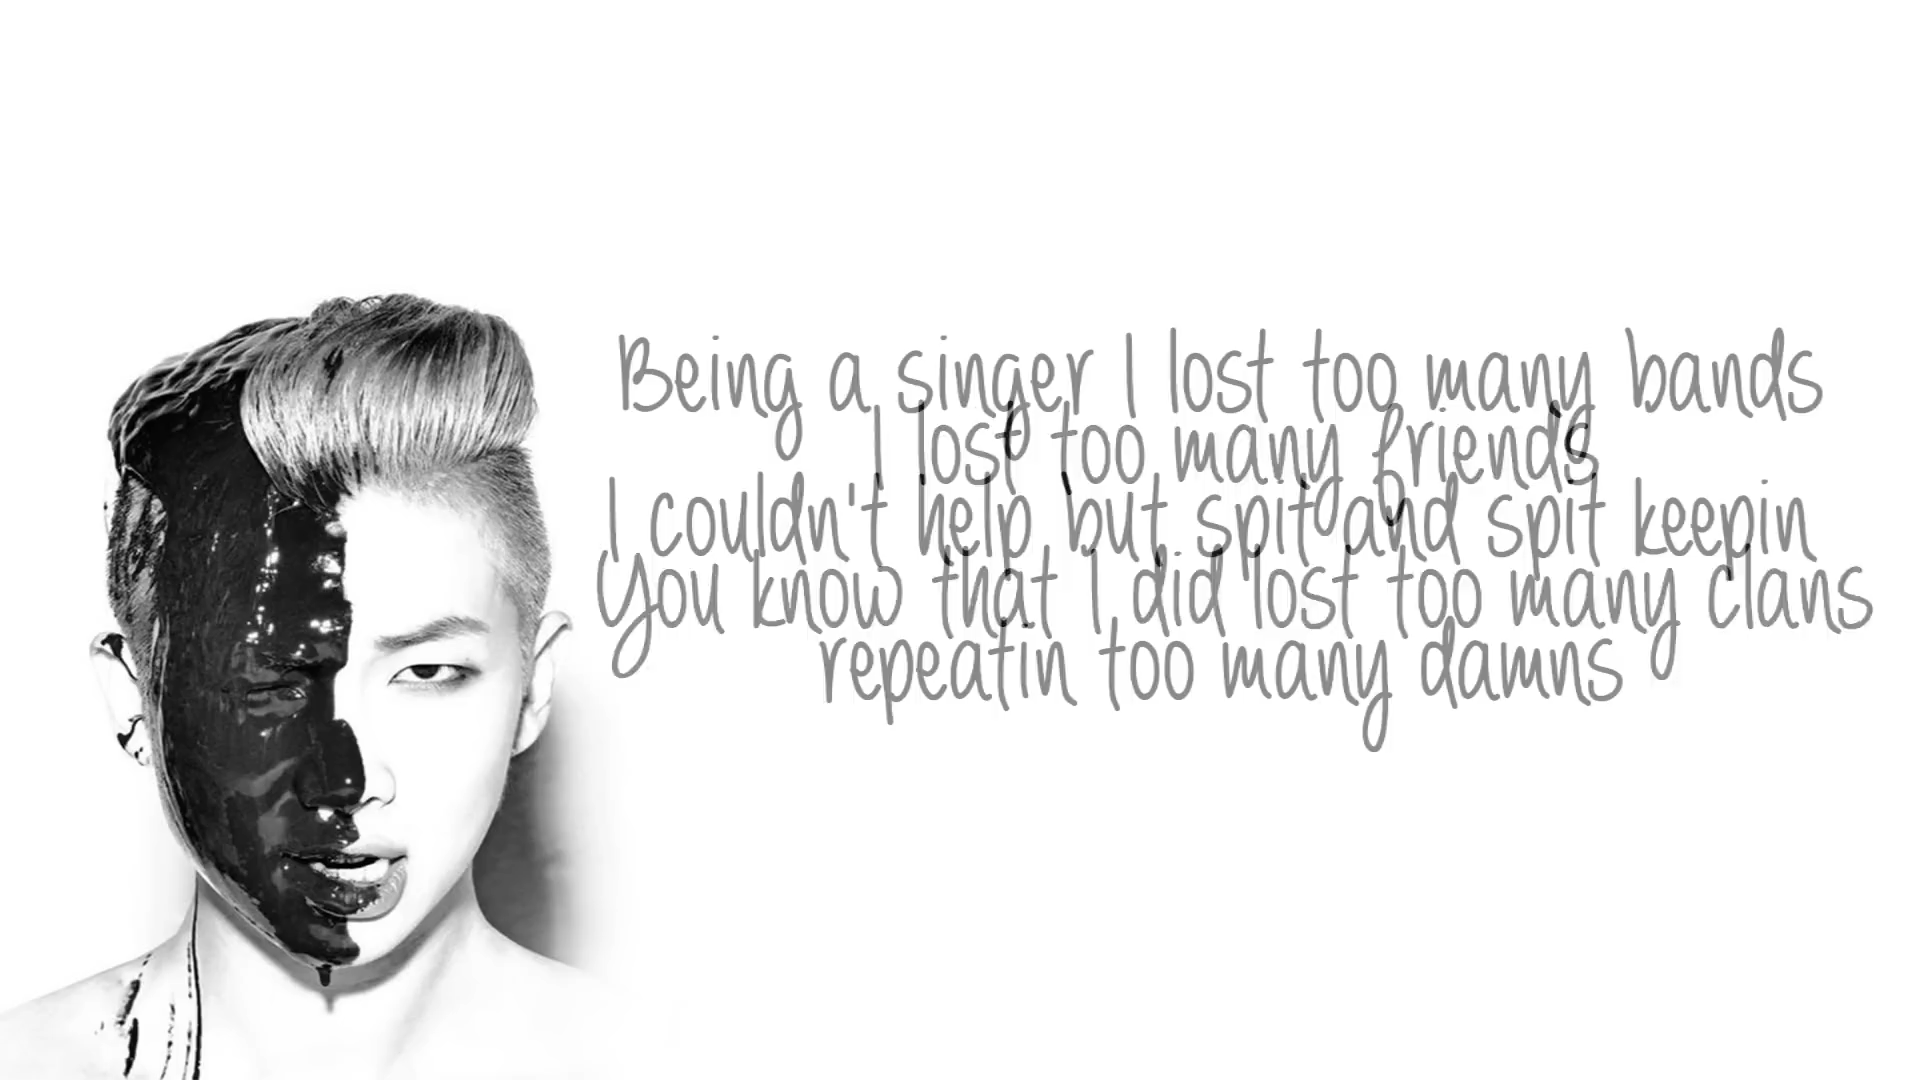 Being a singer I lost too many bands
I lost too many friends
I couldn't help but spit and spit keepin
You know that I did lost too many clans
repeatin too many damns